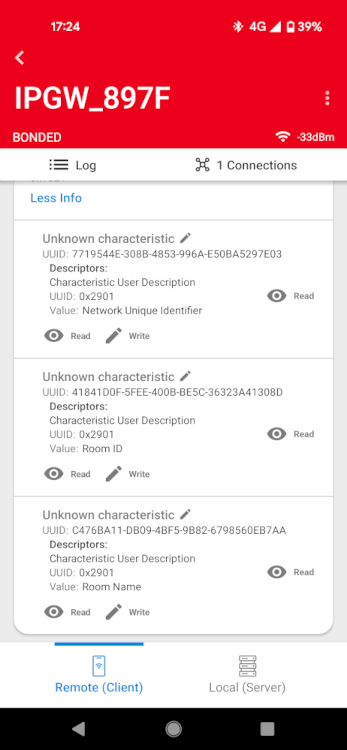 17:24
4G
39%
IPGW_897F
BONDED
-33dBm
Log
1 Connections
Less Info
Unknown characteristic
UUID: 7719544E-308B-4853-996A-E50BA5297E03
Descriptors:
Characteristic User Description
UUID: 0x2901
Read
Value: Network Unique Identifier
Read
Write
Unknown characteristic
UUID: 41841D0F-5FEE-400B-BE5C-36323A41308D
Descriptors:
Characteristic User Description
UUID: 0x2901
Read
Value: Room ID
Read
Write
Unknown characteristic
UUID: C476BA11-DB09-4BF5-9B82-6798560EB7AA
Descriptors:
Characteristic User Description
UUID: 0x2901
Read
Value: Room Name
Read
Write
Remote (Client)
Local (Server)